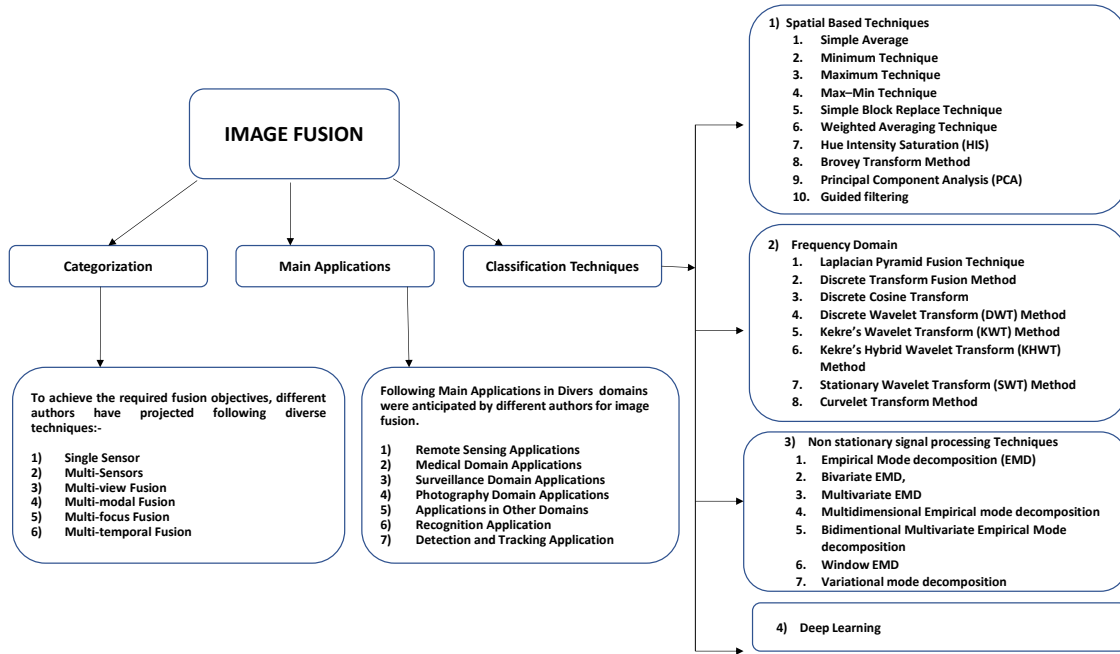 IMAGE FUSION
Categorization
Main Applications
Classification Techniques
To achieve the required fusion objectives, different
authors have projected following diverse
techniques:-
1) Single Sensor
2) Multi-Sensors
3) Multi-view Fusion
4) Multi-modal Fusion
5) Multi-focus Fusion
6) Multi-temporal Fusion
Following Main Applications in Divers domains
were anticipated by different authors for image
fusion.
1) Remote Sensing Applications
2) Medical Domain Applications
3) Surveillance Domain Applications
4) Photography Domain Applications
5) Applications in Other Domains
6) Recognition Application
7) Detection and Tracking Application
1) Spatial Based Techniques
1. Simple Average
2. Minimum Technique
3. Maximum Technique
4. Max–Min Technique
5. Simple Block Replace Technique
6. Weighted Averaging Technique
7. Hue Intensity Saturation (HIS)
8. Brovey Transform Method
9. Principal Component Analysis (PCA)
10. Guided filtering
2) Frequency Domain
1. Laplacian Pyramid Fusion Technique
2. Discrete Transform Fusion Method
3. Discrete Cosine Transform
4. Discrete Wavelet Transform (DWT) Method
5. Kekre’s Wavelet Transform (KWT) Method
6. Kekre’s Hybrid Wavelet Transform (KHWT)
Method
7. Stationary Wavelet Transform (SWT) Method
8. Curvelet Transform Method
3) Non stationary signal processing Techniques
1. Empirical Mode decomposition (EMD)
2. Bivariate EMD,
3. Multivariate EMD
4. Multidimensional Empirical mode decomposition
5. Bidimentional Multivariate Empirical Mode
decomposition
6. Window EMD
7. Variational mode decomposition
4) Deep Learning